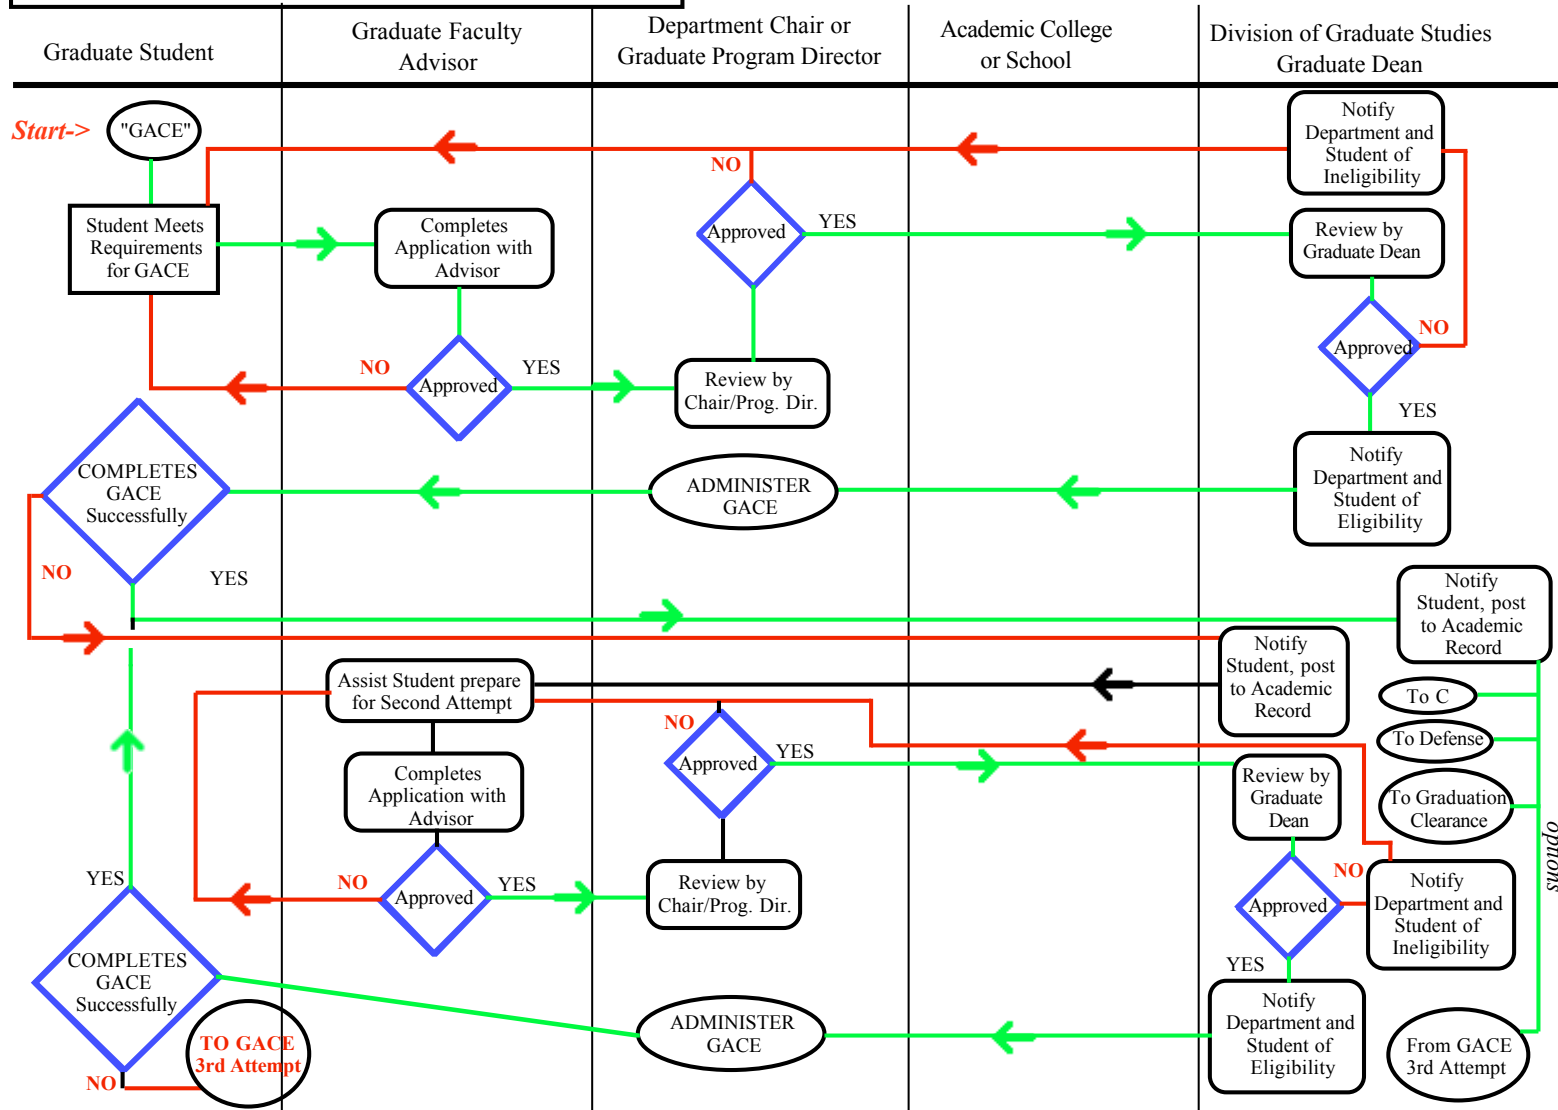 Graduate Student
Graduate Faculty
Advisor
Department Chair or
Graduate Program Director
Academic College
or School
Division of Graduate Studies
Graduate Dean
Start->
"GACE"
Notify
Department and
Student of
Ineligibility
NO
Student Meets
Requirements
for GACE
Completes
Application with
Advisor
Approved
YES
Review by
Graduate Dean
NO
Approved
NO
Approved
YES
Review by
Chair/Prog. Dir.
YES
COMPLETES
GACE
Successfully
ADMINISTER
GACE
Notify
Department and
Student of
Eligibility
NO
YES
Notify
Student, post
to Academic
Record
Notify
Student, post
to Academic
Record
Assist Student prepare
for Second Attempt
To C
NO
To Defense
YES
Approved
Completes
Application with
Advisor
Review by
Graduate
Dean
To Graduation
Clearance
options
YES
NO
Approved
YES
Review by
Chair/Prog. Dir.
NO
Approved
Notify
Department and
Student of
Ineligibility
COMPLETES
GACE
Successfully
YES
Notify
Department and
Student of
Eligibility
ADMINISTER
GACE
TO GACE
3rd Attempt
From GACE
3rd Attempt
NO